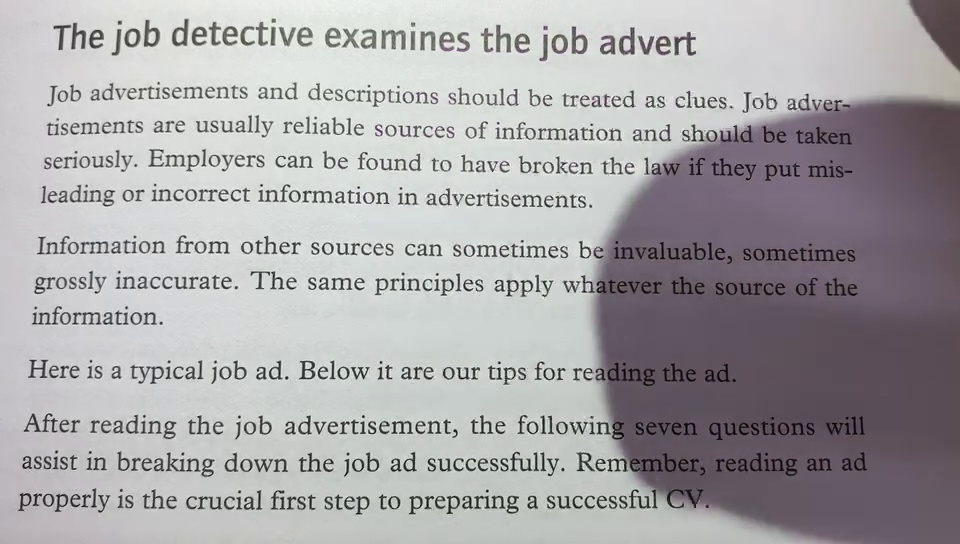 The job detective examines the job advert
Job advertisements and descriptions should be treated as clues. Job adver-
tisements are usually reliable sources of information and should be taken
seriously. Employers can be found to have broken the law if they put mis-
leading or incorrect information in advertisements.
Information from other sources can sometimes be invaluable, sometimes
grossly inaccurate. The same principles apply whatever the source of the
information.
Here is a typical job ad. Below it are our tips for reading the ad.
After reading the job advertisement, the following seven questions will
assist in breaking down the job ad successfully. Remember, reading an ad
properly is the crucial first step to preparing a successful CV.